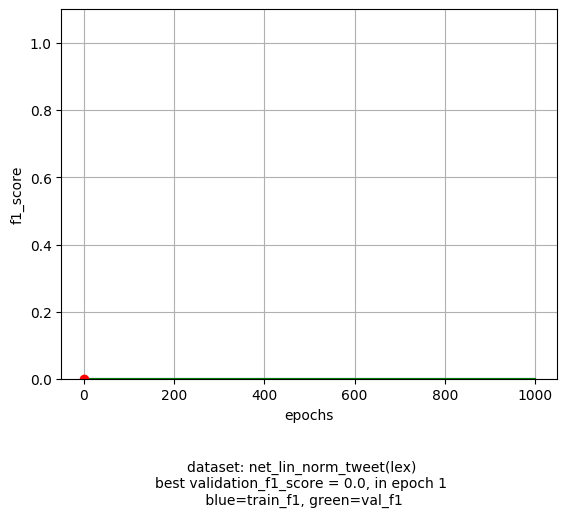 1.0
0.8
0.6
0.4
0.2
0.0
f1_score
0 200 400 600 800 1000
epochs
dataset: net_lin_norm_tweet(lex)
best validation_f1_score = 0.0, in epoch 1
blue=train_f1, green=val_f1